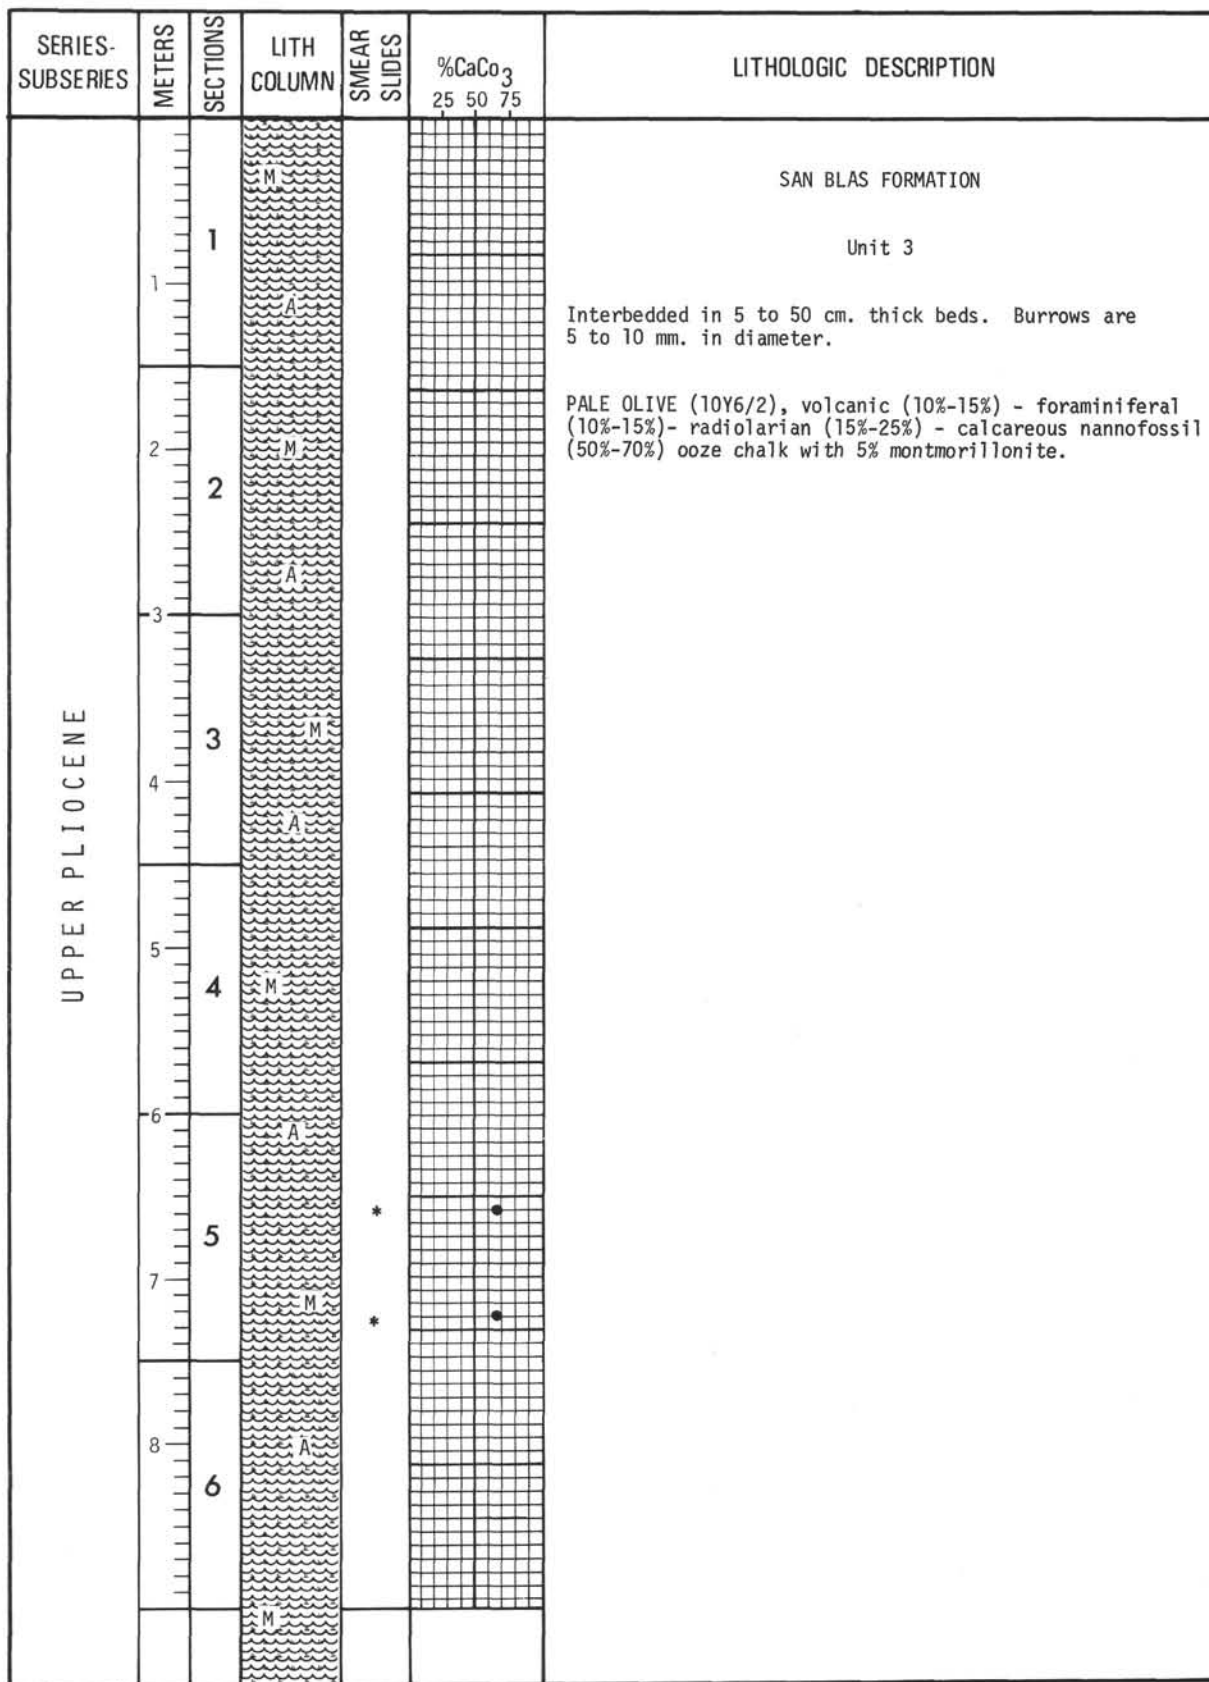 SERIES-
SUBSERIES
METERS
SECTIONS
LITH
COLUMN
SMEAR
SLIDES
%CaCo3
25 50 75
LITHOLOGIC DESCRIPTION
UPPER PLIOCENE
1
2
3
4
5
6
7
8
1
2
3
4
5
6
M
A
M
A
M
A
M
A
M
A
M
*
*
SAN BLAS FORMATION
Unit 3
Interbedded in 5 to 50 cm. thick beds. Burrows are
5 to 10 mm. in diameter.
PALE OLIVE (10Y6/2), volcanic (10%-15%) - foraminiferal
(10%-15%)- radiolarian (15%-25%) - calcareous nannofossil
(50%-70%) ooze chalk with 5% montmorillonite.